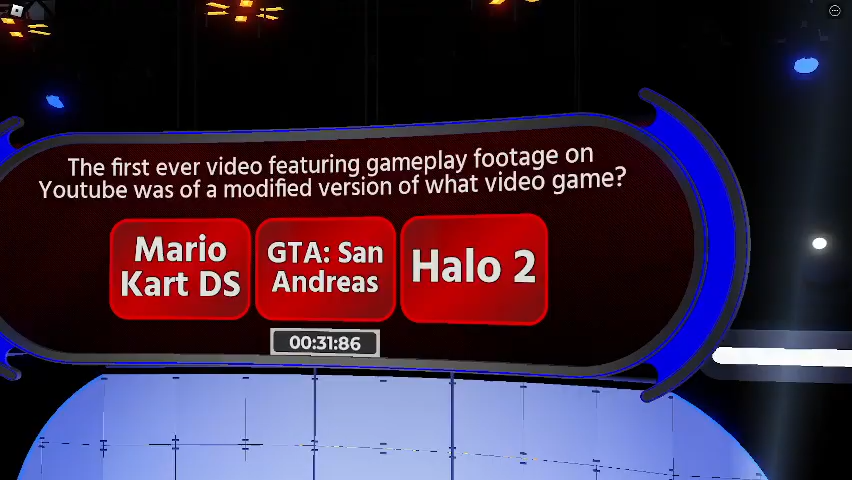 The first ever video featuring gameplay footage on
Youtube was of a modified version of what video game?
Mario
Kart DS
GTA: San
Andreas
Halo 2
00:31:86